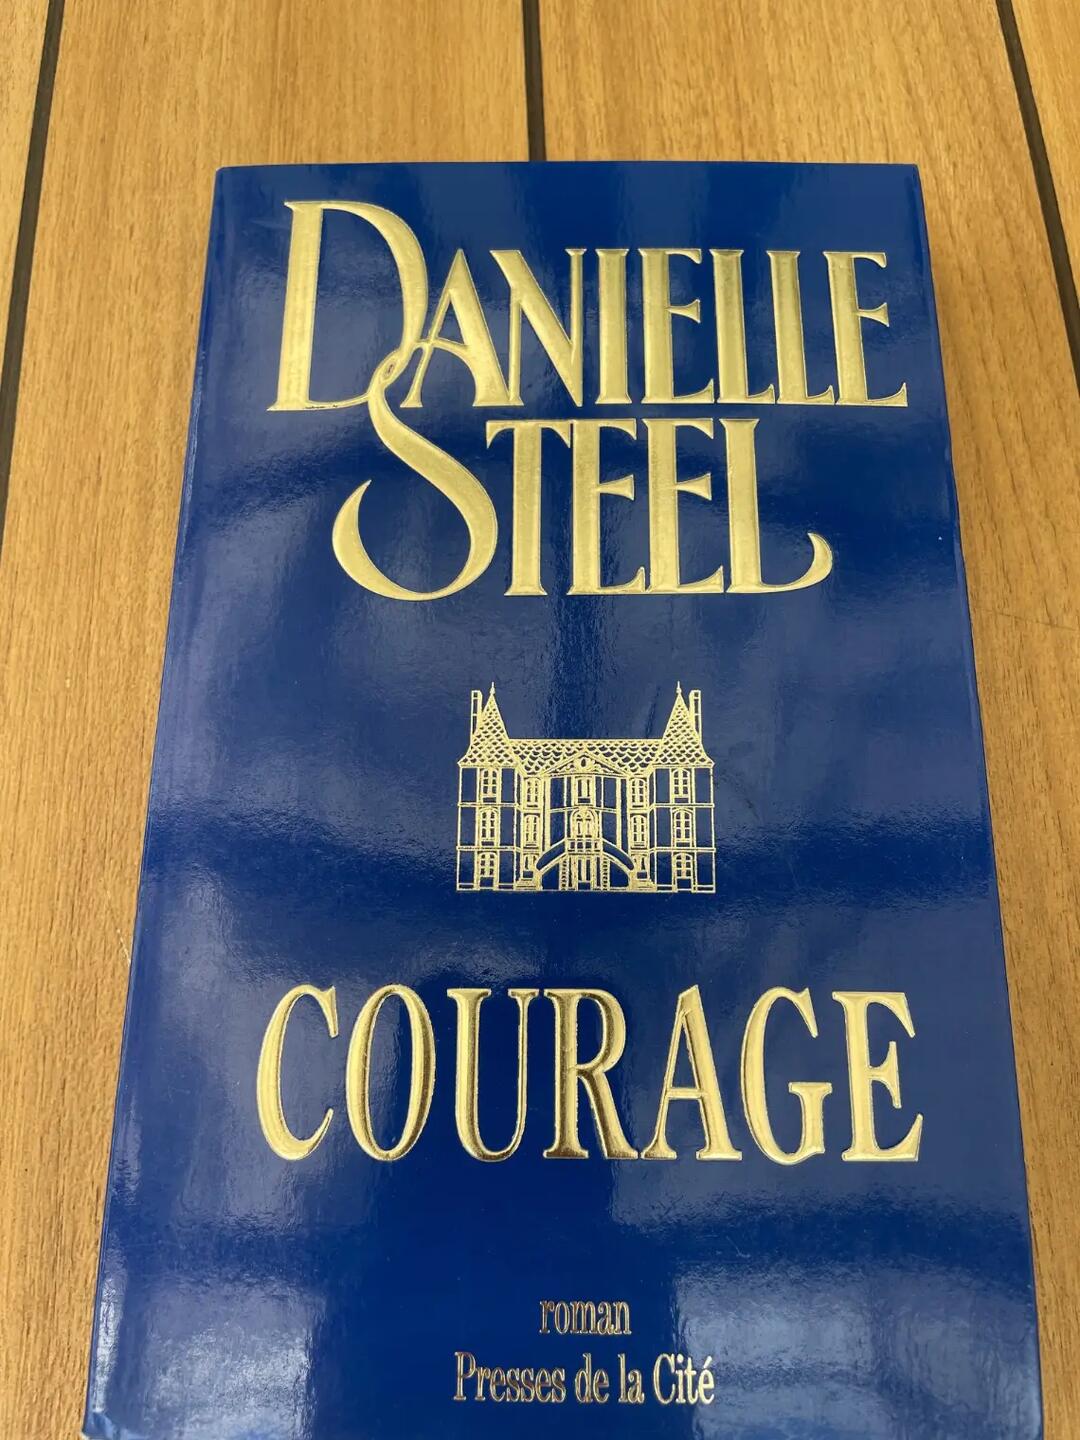 DANIELLE
STEEL
COURAGE
roman
Presses de la Cité